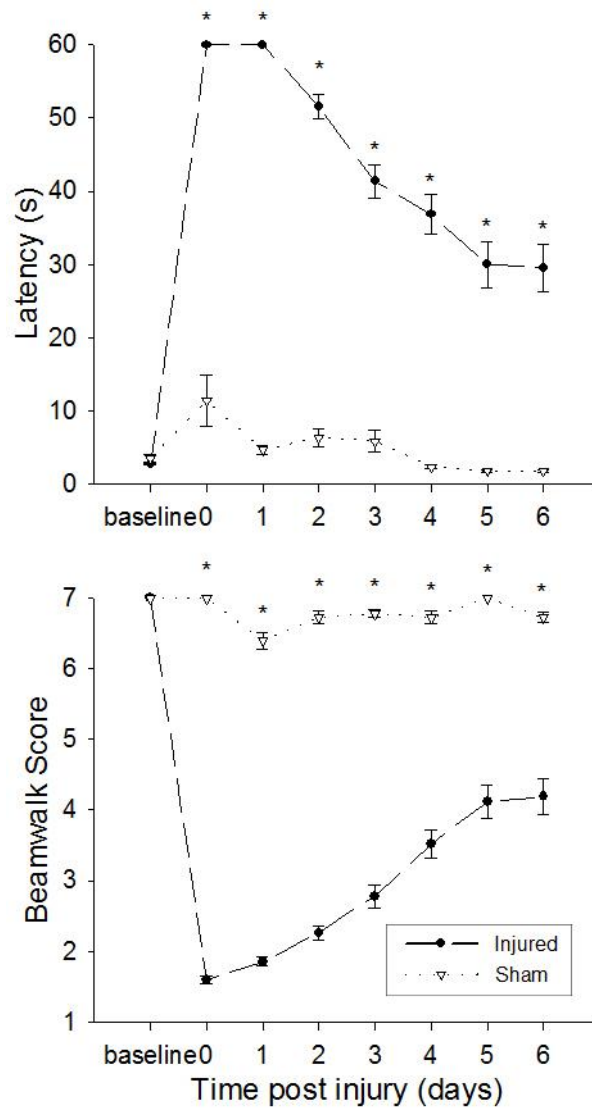 * *
*
*
*
* *
60
50
40
30
20
10
0
Latency (s)
baseline 0 1 2 3 4 5 6
* * * * * * *
7
6
5
4
3
2
1
Beamwalk Score
Injured
Sham
baseline 0 1 2 3 4 5 6
Time post injury (days)